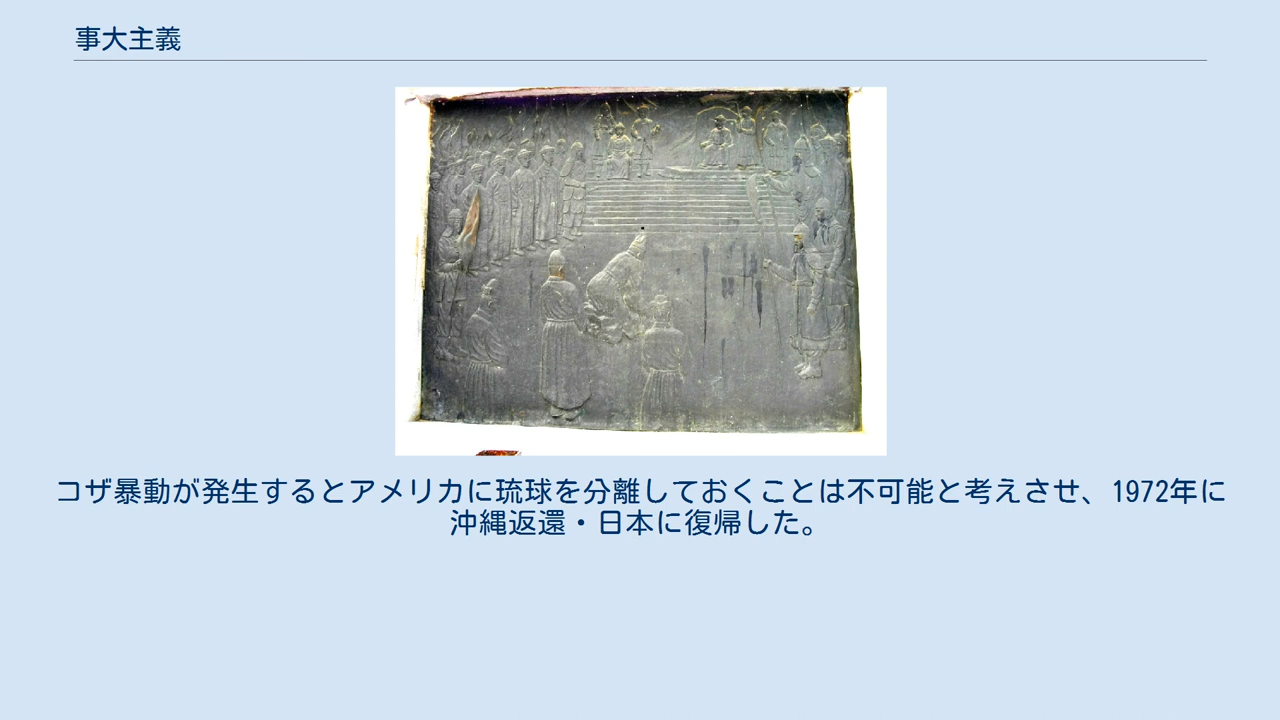 事大主義
コザ暴動が発生するとアメリカに琉球を分離しておくことは不可能と考えさせ、1972年に
沖縄返還・日本に復帰した。